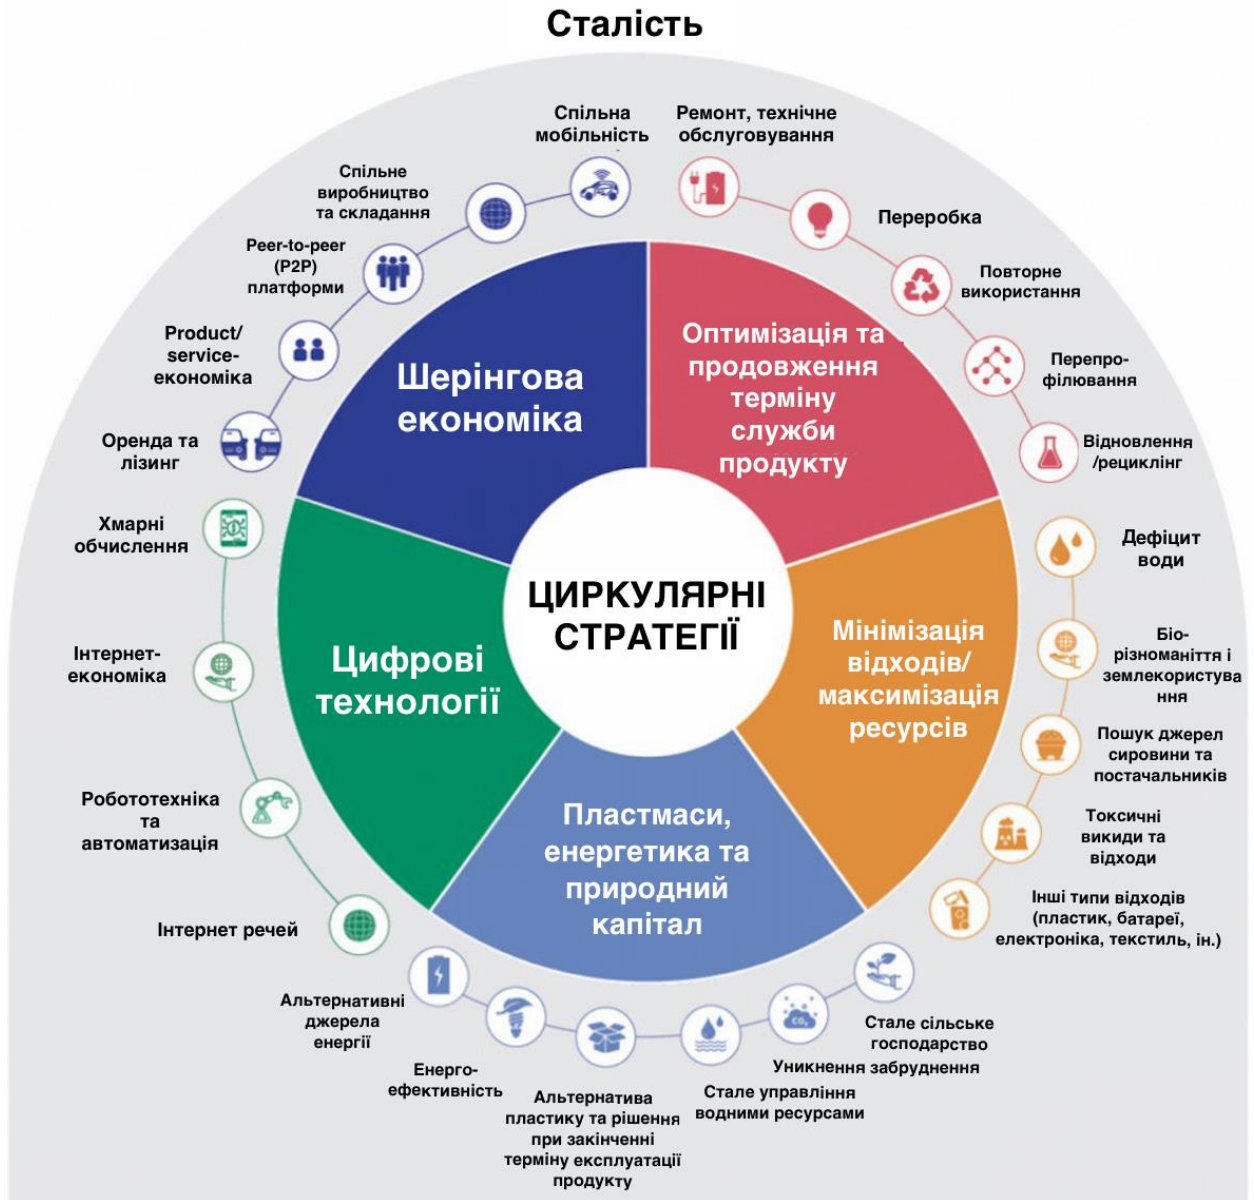 Сталість
Спільна
мобільність
Ремонт, технічне
обслуговування
Спільне
виробництво
та складання
Переробка
Peer-to-peer
(P2P)
платформи
Повторне
використання
Product/
service-
економіка
Перепро-
філювання
Оренда та
лізинг
Відновлення
/рециклінг
Хмарні
обчислення
Дефіцит
води
Інтернет-
економіка
Біо-
різноманіття і
землекористува
ння
Пошук джерел
сировини та
постачальників
Робототехніка
та
автоматизація
Токсичні
викиди та
відходи
Інтернет речей
Інші типи відходів
(пластик, батареї,
електроніка, текстиль, ін.)
Альтернативні
джерела
енергії
Енерго-
ефективність
Альтернатива
пластику та рішення
при закінченні
терміну експлуатації
продукту
Стале управління
водними ресурсами
Уникнення забруднення
Стале сільське
господарство
CO₂
Шерінгова
економіка
Оптимізація та
продовження
терміну
служби
продукту
Цифрові
технології
Мінімізація
відходів/
максимізація
ресурсів
Пластмаси,
енергетика та
природний
капітал
ЦИРКУЛЯРНІ
СТРАТЕГІЇ